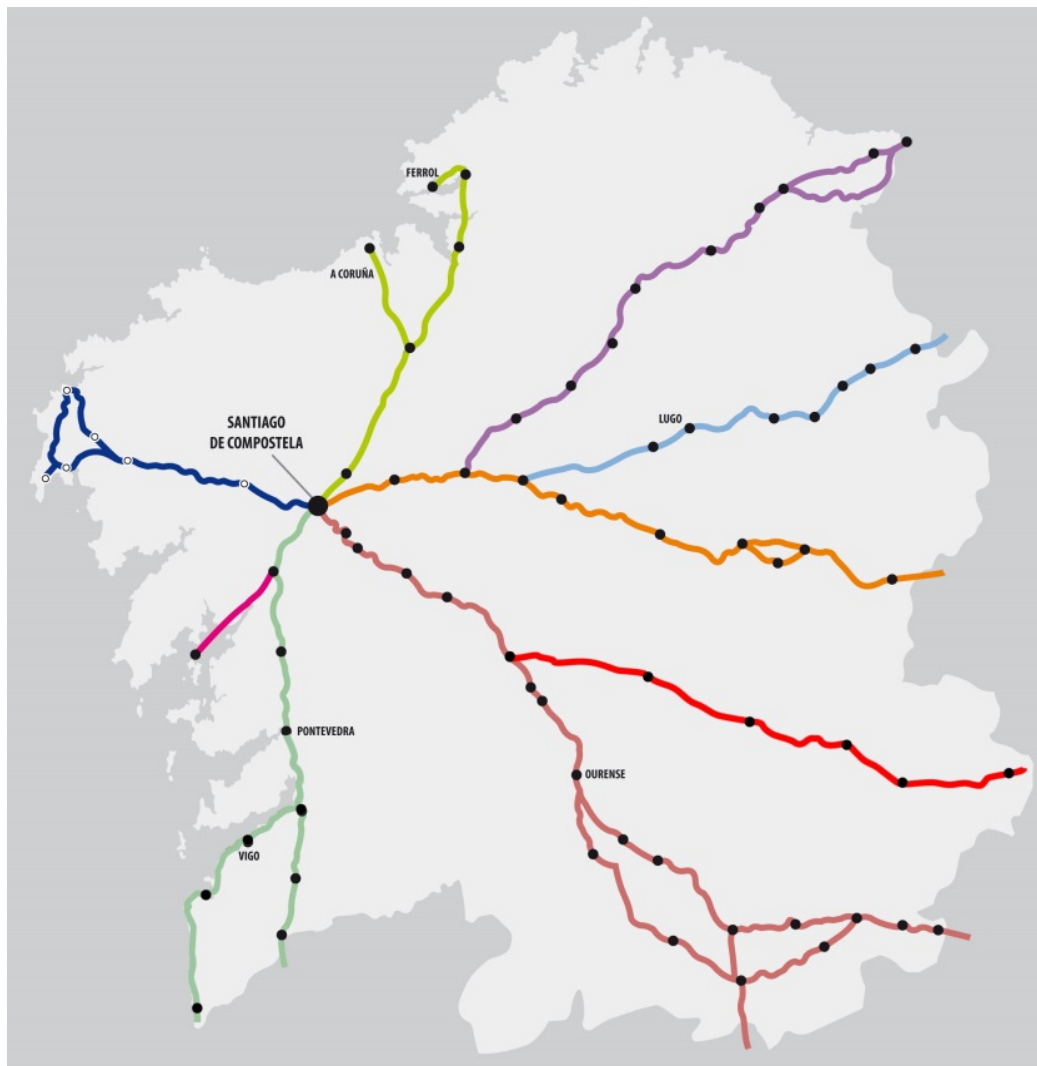 FERROL
A CORUÑA
SANTIAGO
DE COMPOSTELA
LUGO
PONTEVEDRA
OURENSE
VIGO